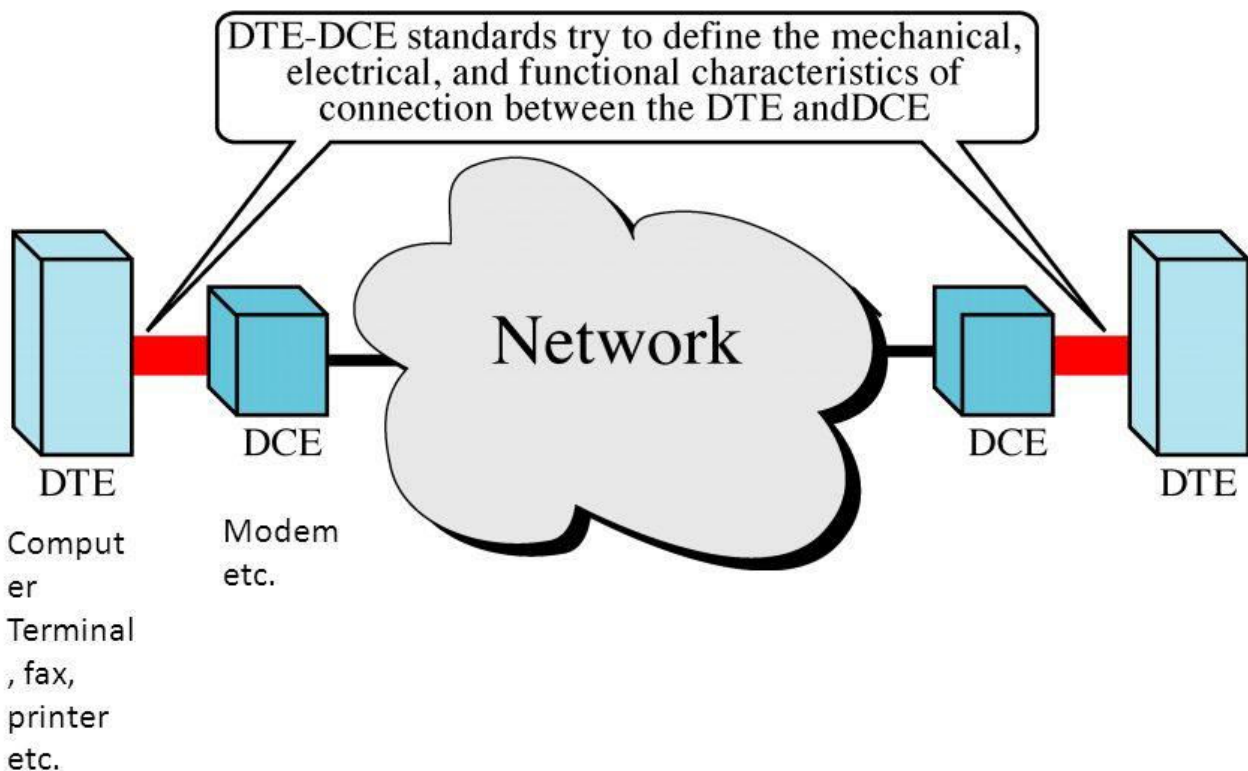 DTE-DCE standards try to define the mechanical,
electrical, and functional characteristics of
connection between the DTE andDCE
Network
DCE
DCE
DTE
DTE
Comput
er
Terminal
, fax,
printer
etc.
Modem
etc.